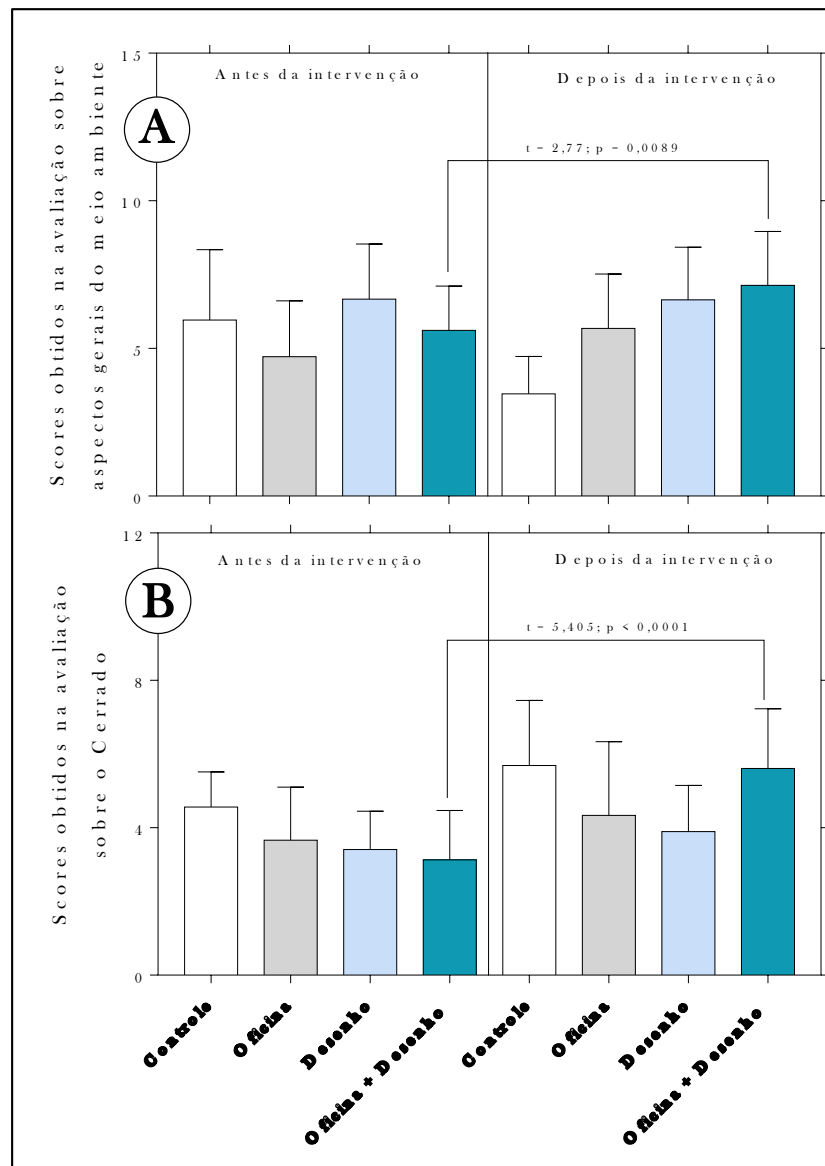 Scores obtidos na avaliação sobre
aspectos gerais do meio ambiente
A
15
10
5
0
Antes da intervenção
Depois da intervenção
t = 2,77; p = 0,0089
Scores obtidos na avaliação
sobre o Cerrado
B
12
8
4
0
Antes da intervenção
Depois da intervenção
t = 5,405; p < 0,0001
Controle
Oficina
Desenho
Oficina + Desenho
Controle
Oficina
Desenho
Oficina + Desenho